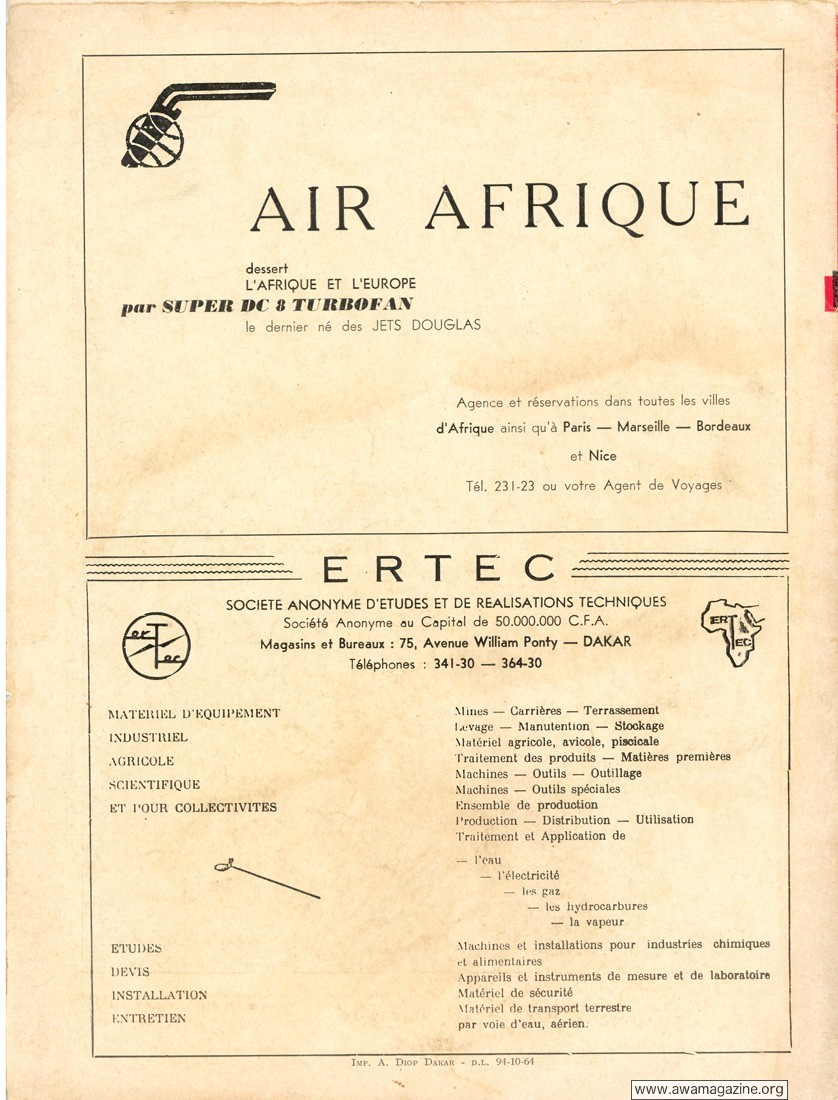 AIR AFRIQUE
dessert
L'AFRIQUE ET L'EUROPE
par SUPER DC 8 TURBOFAN
le dernier né des JETS DOUGLAS
Agence et réservations dans toutes les villes
d'Afrique ainsi qu'à Paris — Marseille — Bordeaux
et Nice
Tél. 231-23 ou votre Agent de Voyages
ERTEC
SOCIETE ANONYME D'ETUDES ET DE REALISATIONS TECHNIQUES
Société Anonyme au Capital de 50.000.000 C.F.A.
Magasins et Bureaux : 75, Avenue William Ponty — DAKAR
Téléphones : 341-30 — 364-30
er Tec
ERT EC
MATERIEL D'EQUIPEMENT
INDUSTRIEL
AGRICOLE
SCIENTIFIQUE
ET POUR COLLECTIVITES
Mines — Carrières — Terrassement
Levage — Manutention — Stockage
Matériel agricole, avicole, piscicale
Traitement des produits — Matières premières
Machines — Outils — Outillage
Machines — Outils spéciales
Ensemble de production
Production — Distribution — Utilisation
Traitement et Application de
— l'eau
— l'électricité
— les gaz
— les hydrocarbures
— la vapeur
ETUDES
DEVIS
INSTALLATION
ENTRETIEN
Machines et installations pour industries chimiques
et alimentaires
Appareils et instruments de mesure et de laboratoire
Matériel de sécurité
Matériel de transport terrestre
par voie d'eau, aérien.
IMP. A. DIOP DAKAR - D.L. 94-10-64
www.awamagazine.org